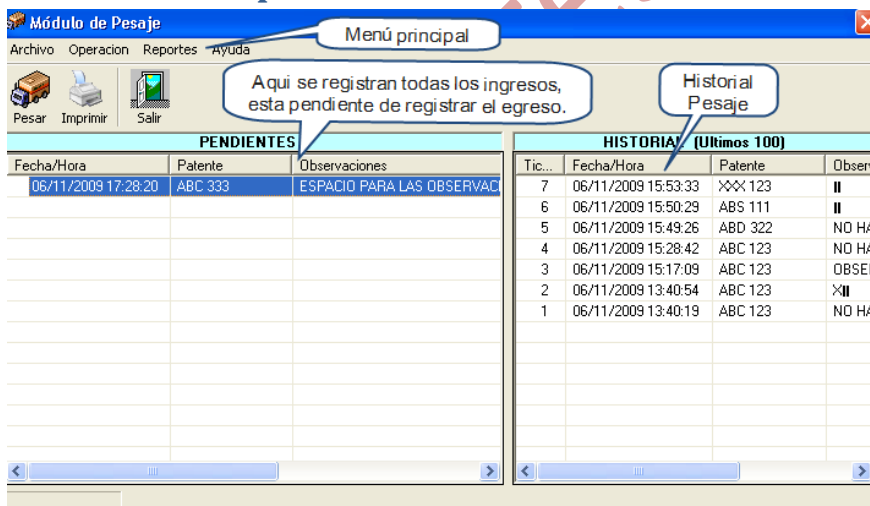 Módulo de Pesaje
Menú principal
Archivo Operacion Reportes Ayuda
Aqui se registran todas los ingresos,
esta pendiente de registrar el egreso.
Historial
Pesaje
Pesar Imprimir Salir
PENDIENTES
Fecha/Hora Patente Observaciones
06/11/2009 17:28:20 ABC 333 ESPACIO PARA LAS OBSERVACI
HISTORIAL (Ultimos 100)
Tic... Fecha/Hora Patente Obser
7 06/11/2009 15:53:33 XXX 123
6 06/11/2009 15:50:29 ABS 111
5 06/11/2009 15:49:26 ABD 322 NO HA
4 06/11/2009 15:28:42 ABC 123 NO HA
3 06/11/2009 15:17:09 ABC 123 OBSE
2 06/11/2009 13:40:54 ABC 123
1 06/11/2009 13:40:19 ABC 123 NO HA